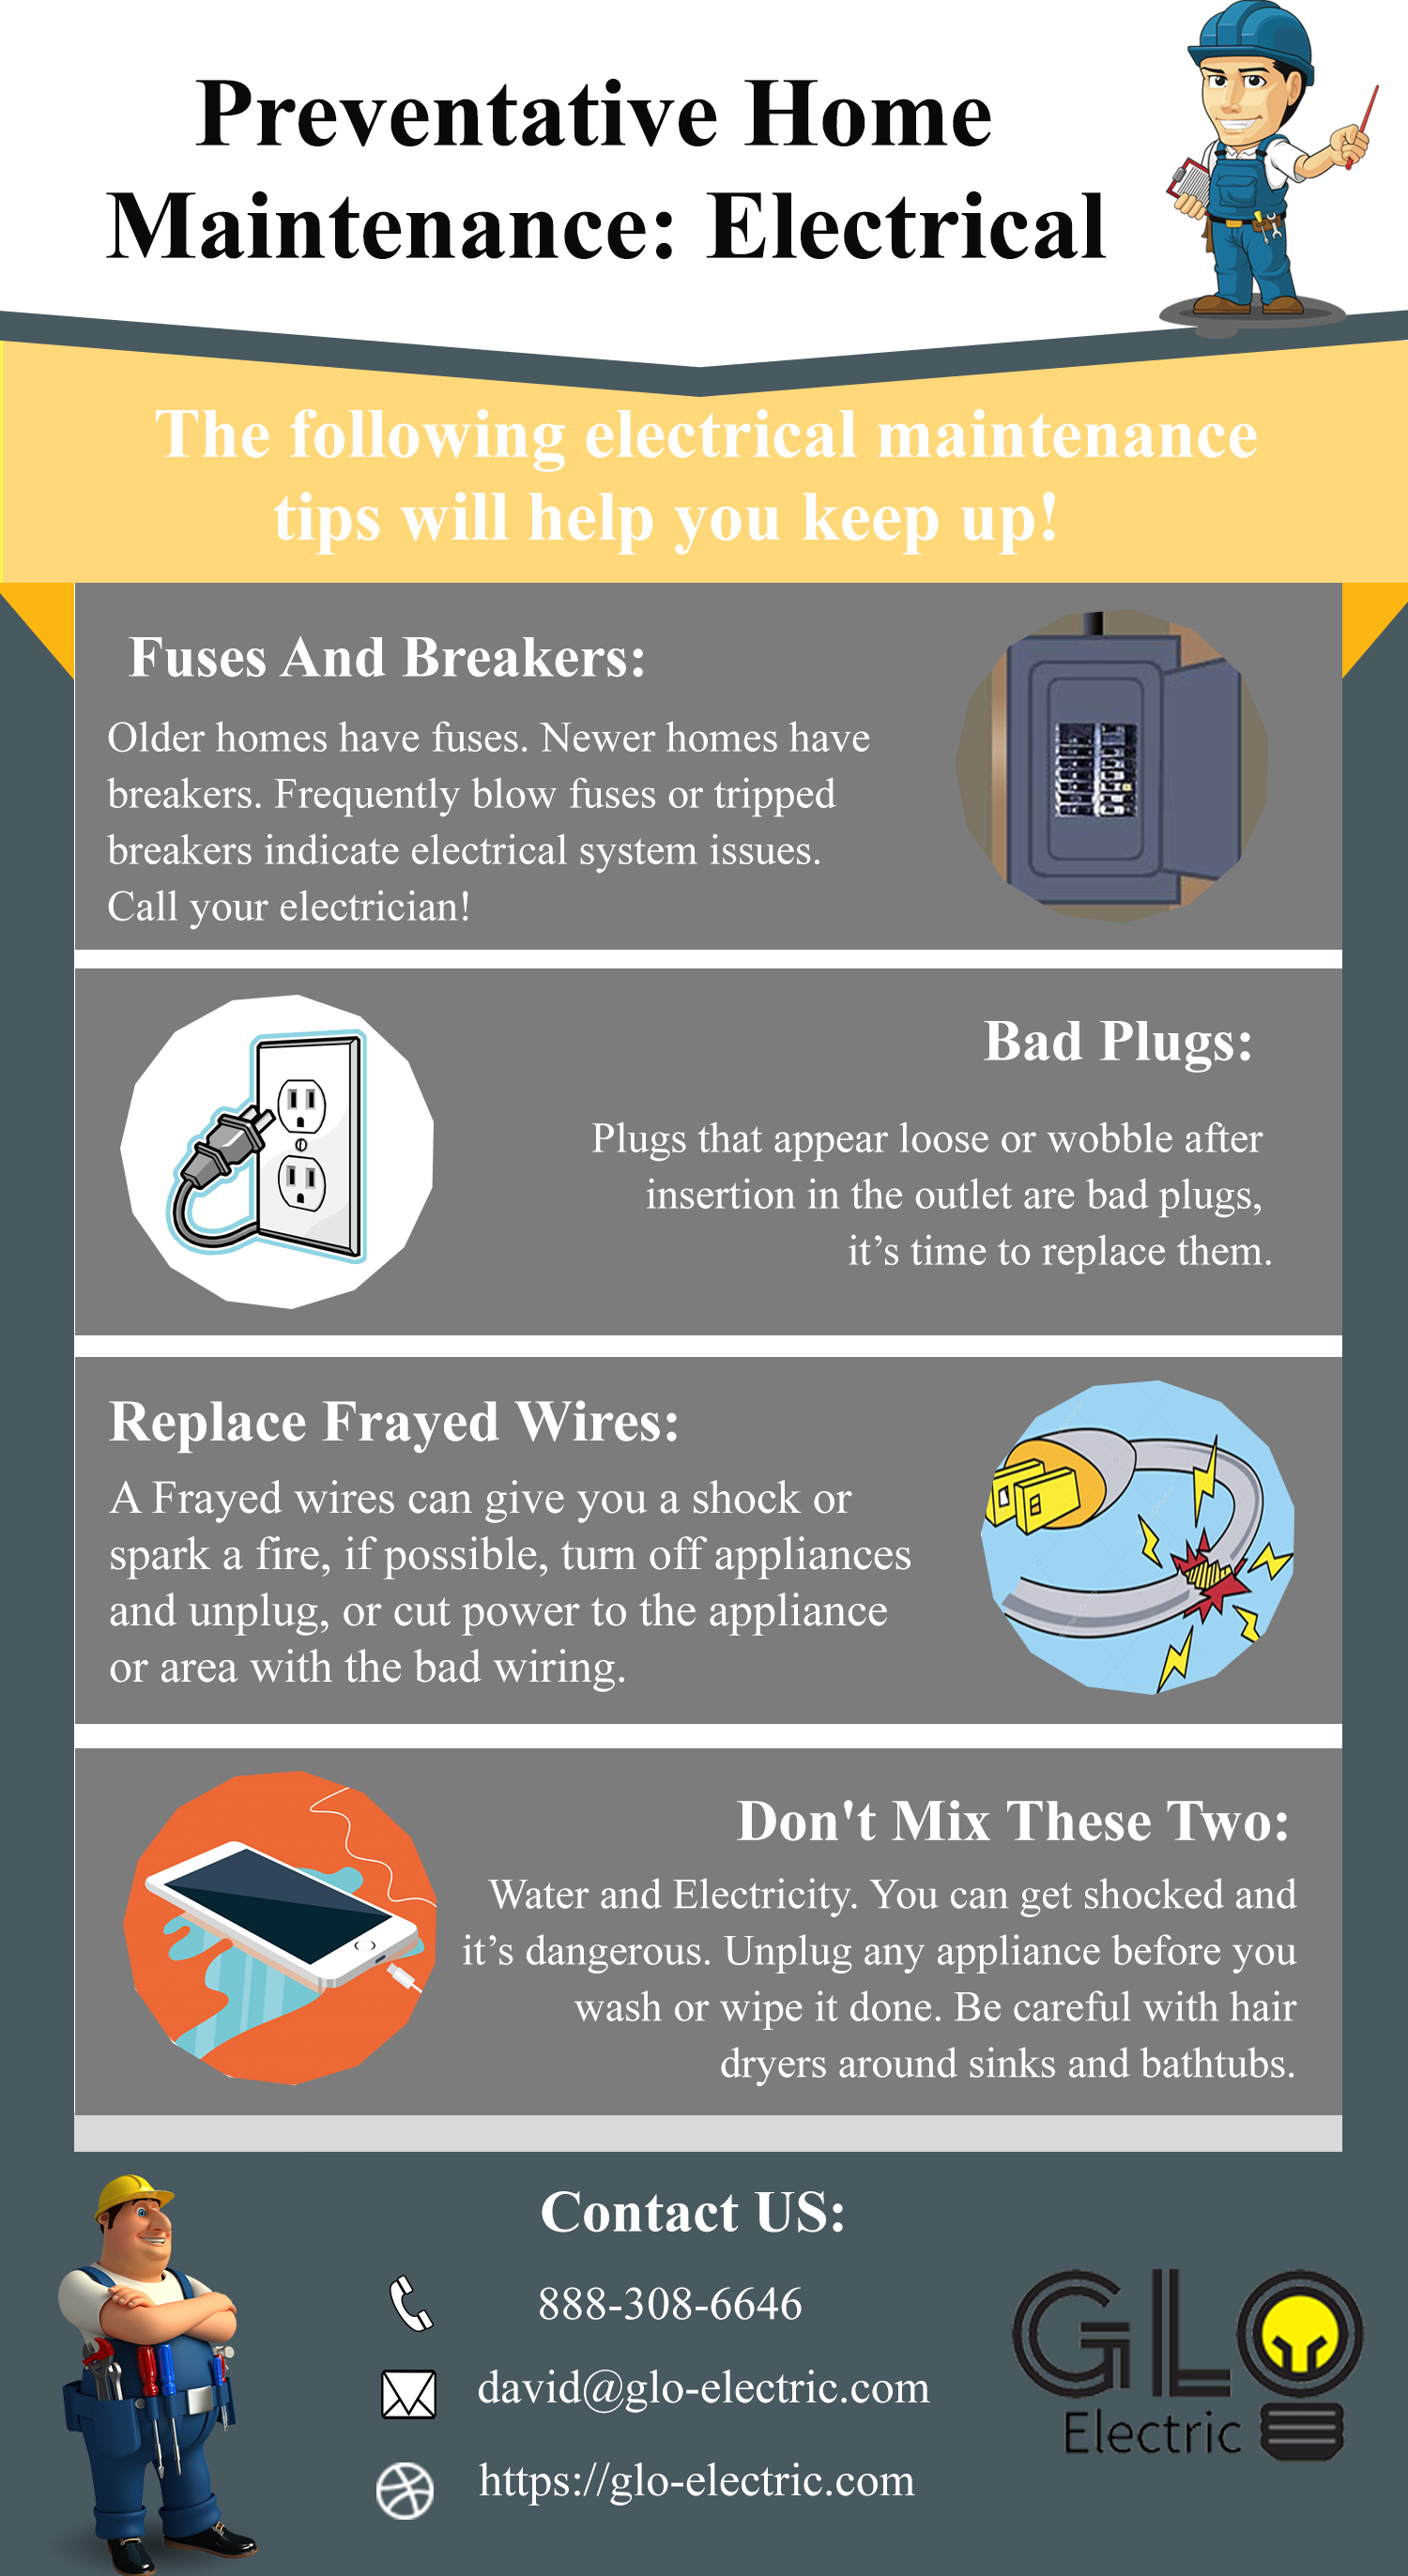 Preventative Home
Maintenance: Electrical
The following electrical maintenance
tips will help you keep up!
Fuses And Breakers:
Older homes have fuses. Newer homes have
breakers. Frequently blow fuses or tripped
breakers indicate electrical system issues.
Call your electrician!
Bad Plugs:
Plugs that appear loose or wobble after
insertion in the outlet are bad plugs,
it’s time to replace them.
Replace Frayed Wires:
A Frayed wires can give you a shock or
spark a fire, if possible, turn off appliances
and unplug, or cut power to the appliance
or area with the bad wiring.
Don't Mix These Two:
Water and Electricity. You can get shocked and
it’s dangerous. Unplug any appliance before you
wash or wipe it done. Be careful with hair
dryers around sinks and bathtubs.
Contact US:
888-308-6646
david@glo-electric.com
https://glo-electric.com
GLO
Electric